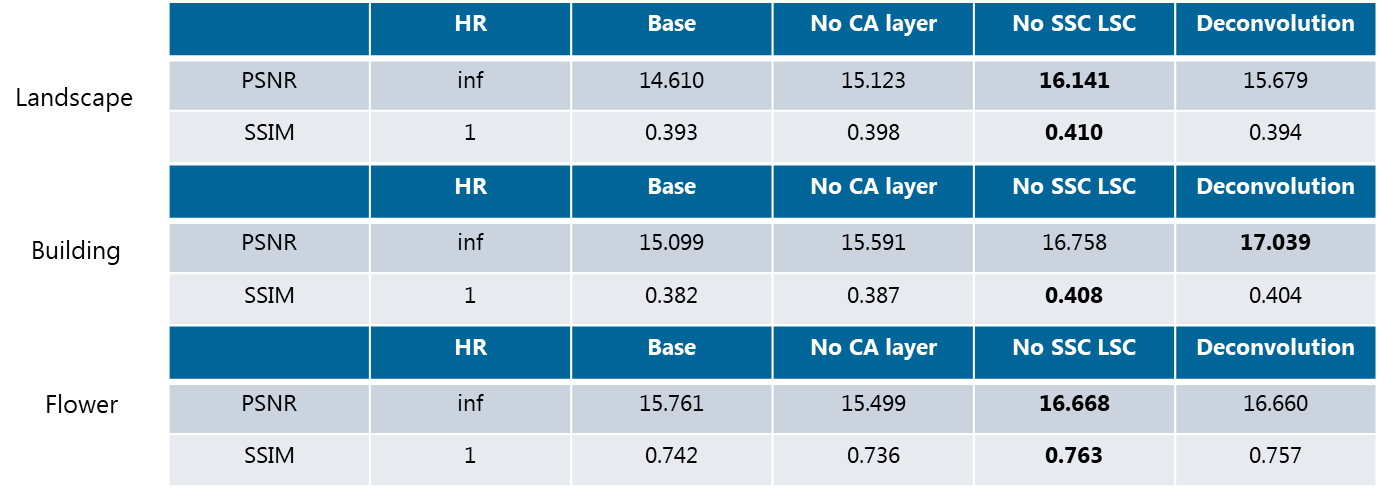 HR Base No CA layer No SSC LSC Deconvolution
Landscape
PSNR inf 14.610 15.123 16.141 15.679
SSIM 1 0.393 0.398 0.410 0.394
HR Base No CA layer No SSC LSC Deconvolution
Building
PSNR inf 15.099 15.591 16.758 17.039
SSIM 1 0.382 0.387 0.408 0.404
HR Base No CA layer No SSC LSC Deconvolution
Flower
PSNR inf 15.761 15.499 16.668 16.660
SSIM 1 0.742 0.736 0.763 0.757